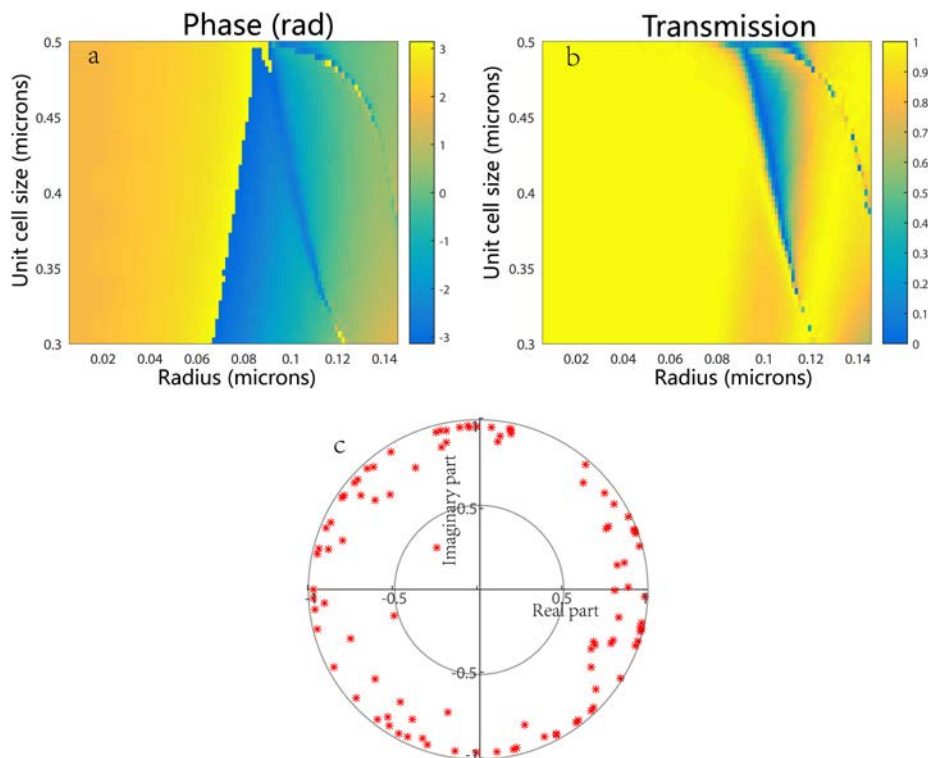 Phase (rad)
Transmission
a
b
0.5
0.45
0.4
0.35
0.3
Unit cell size (microns)
0.02 0.04 0.06 0.08 0.1 0.12 0.14
Radius (microns)
3
2
1
0
-1
-2
-3
0.5
0.45
0.4
0.35
0.3
Unit cell size (microns)
0.02 0.04 0.06 0.08 0.1 0.12 0.14
Radius (microns)
1
0.9
0.8
0.7
0.6
0.5
0.4
0.3
0.2
0.1
0
c
Imaginary part
-0.5
-0.5
0.5
Real part
-0.5